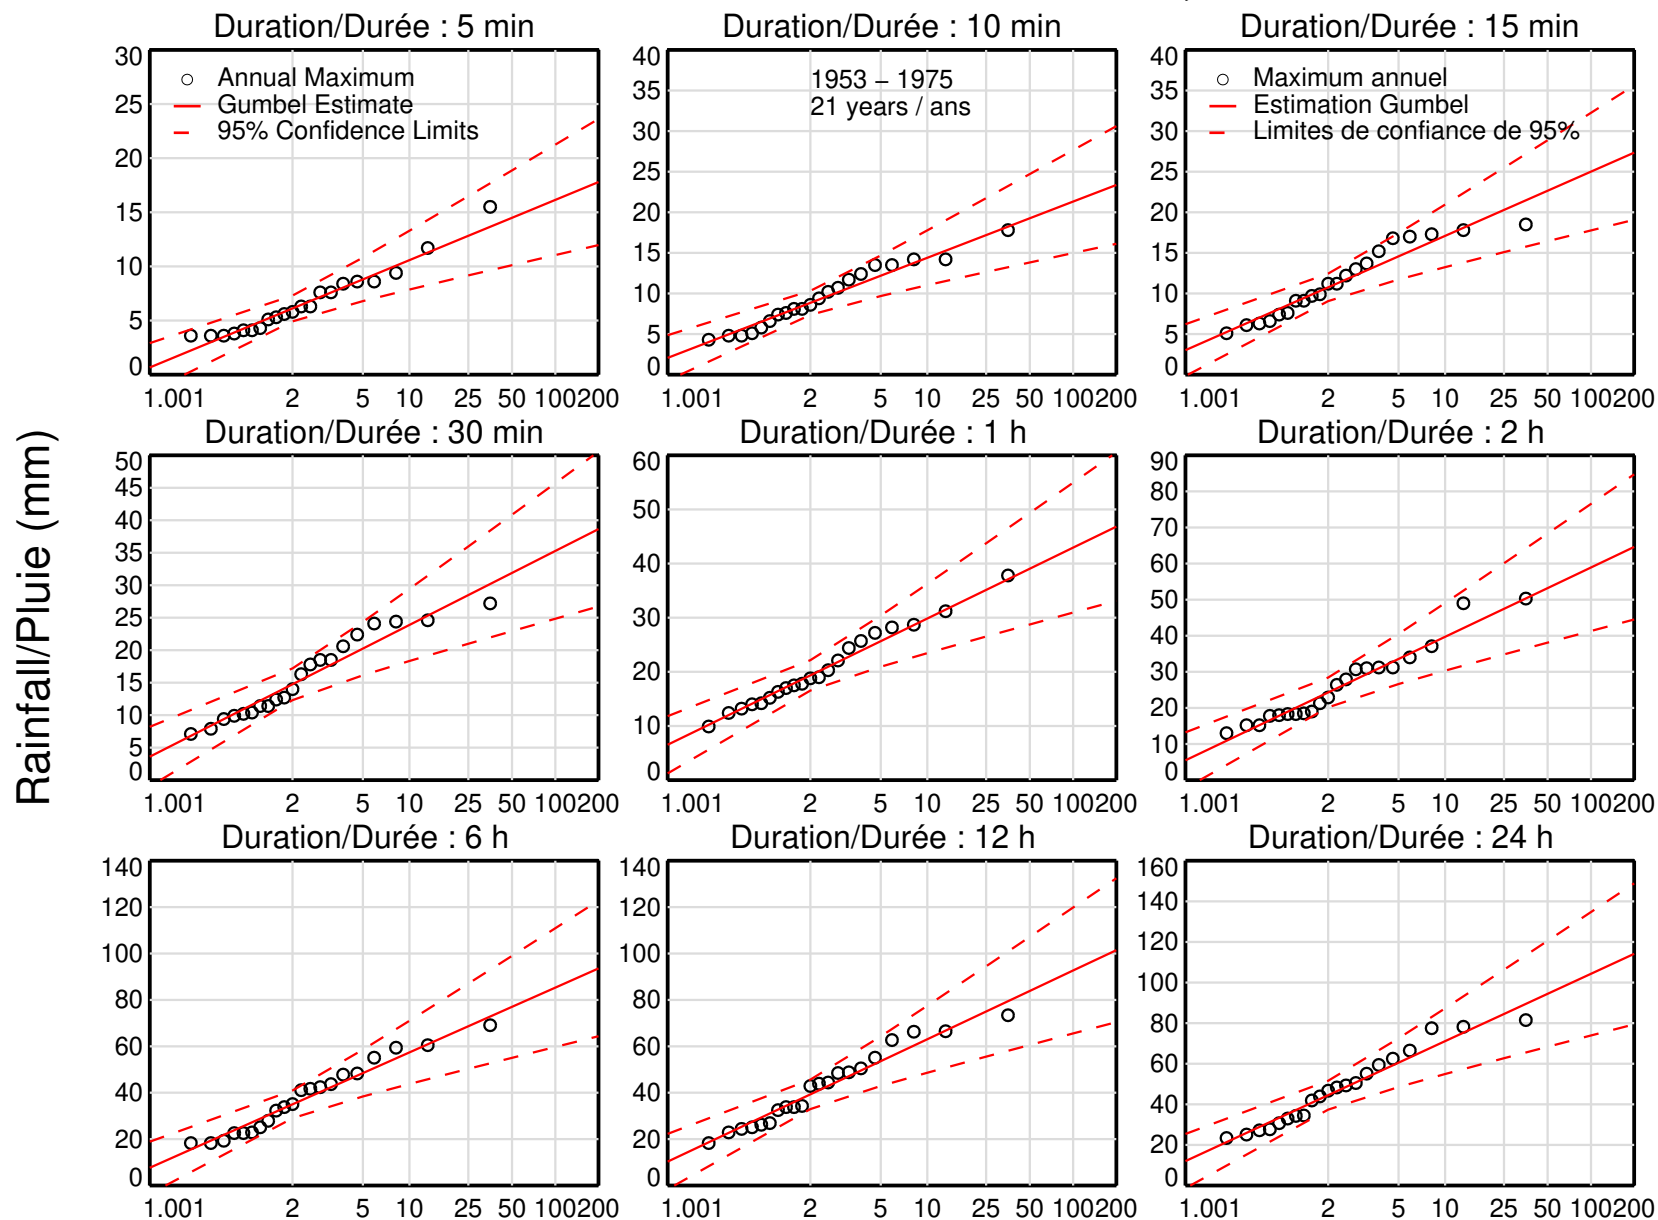 Duration/Durée : 5 min
30
25
20
15
10
5
0
○ Annual Maximum
Gumbel Estimate
95% Confidence Limits
1.001 2 5 10 25 50 100200
Duration/Durée : 10 min
40
35
30
25
20
15
10
5
0
1953 – 1975
21 years / ans
1.001 2 5 10 25 50 100200
Duration/Durée : 15 min
40
35
30
25
20
15
10
5
0
○ Maximum annuel
Estimation Gumbel
Limites de confiance de 95%
1.001 2 5 10 25 50 100200
Rainfall/Pluie (mm)
Duration/Durée : 30 min
50
45
40
35
30
25
20
15
10
5
0
1.001 2 5 10 25 50 100200
Duration/Durée : 1 h
60
50
40
30
20
10
0
1.001 2 5 10 25 50 100200
Duration/Durée : 2 h
90
80
70
60
50
40
30
20
10
0
1.001 2 5 10 25 50 100200
Duration/Durée : 6 h
140
120
100
80
60
40
20
0
1.001 2 5 10 25 50 100200
Duration/Durée : 12 h
140
120
100
80
60
40
20
0
1.001 2 5 10 25 50 100200
Duration/Durée : 24 h
160
140
120
100
80
60
40
20
0
1.001 2 5 10 25 50 100200